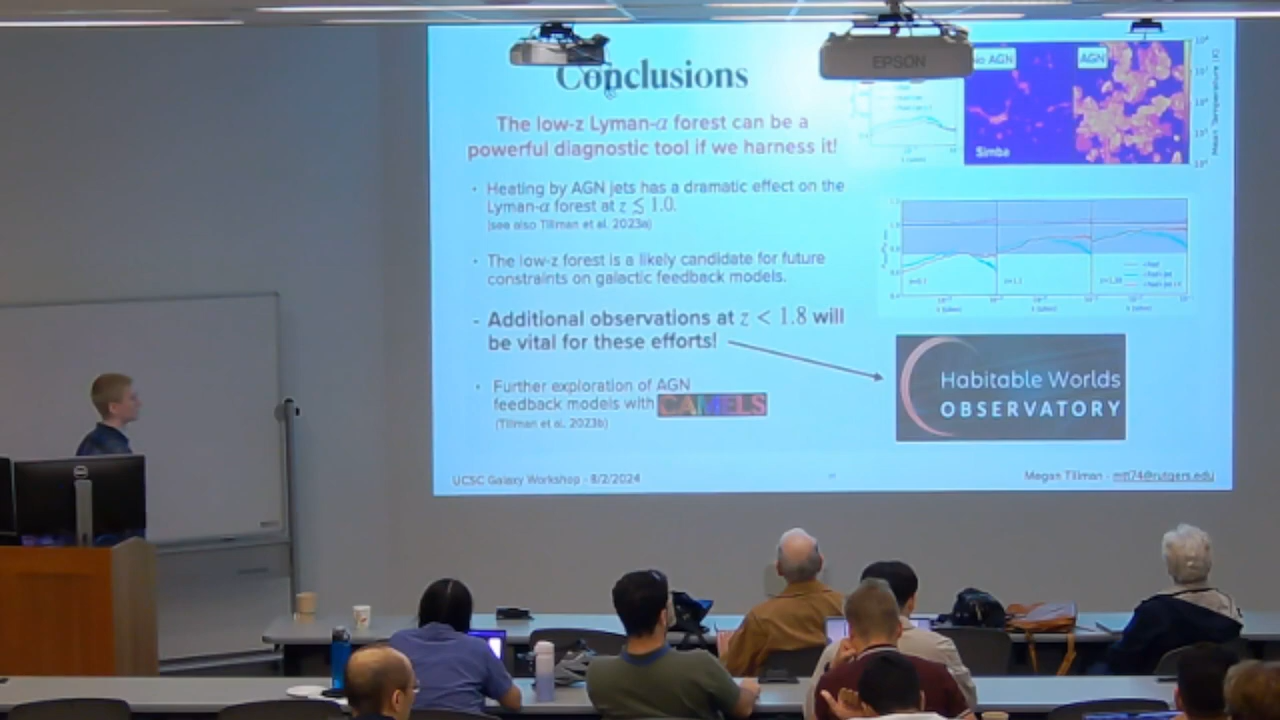 Conclusions
EPSON
The low-z Lyman-α forest can be a
powerful diagnostic tool if we harness it!
• Heating by AGN jets has a dramatic effect on the
Lyman-α forest at z ≲ 1.0.
(see also Tillman et al. 2023a)
• The low-z forest is a likely candidate for future
constraints on galactic feedback models.
- Additional observations at z < 1.8 will
be vital for these efforts!
• Further exploration of AGN
feedback models with CAMELS
(Tillman et al. 2023b)
No AGN
AGN
Simba
Habitable Worlds
OBSERVATORY
UCSC Galaxy Workshop - 8/2/2024
Megan Tillman - mtt74@rutgers.edu